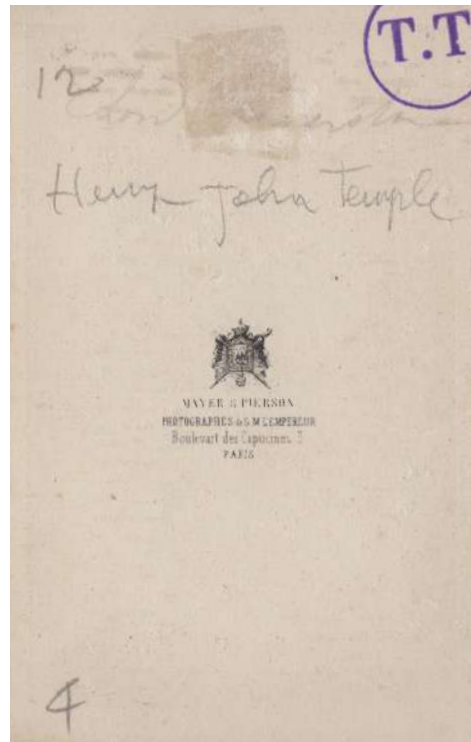 T.T
12
Henry John Temple
MAYER & PIERSON
PHOTOGRAPHES de S. M. L'EMPEREUR
Boulevart des Capucines, 3
PARIS
4